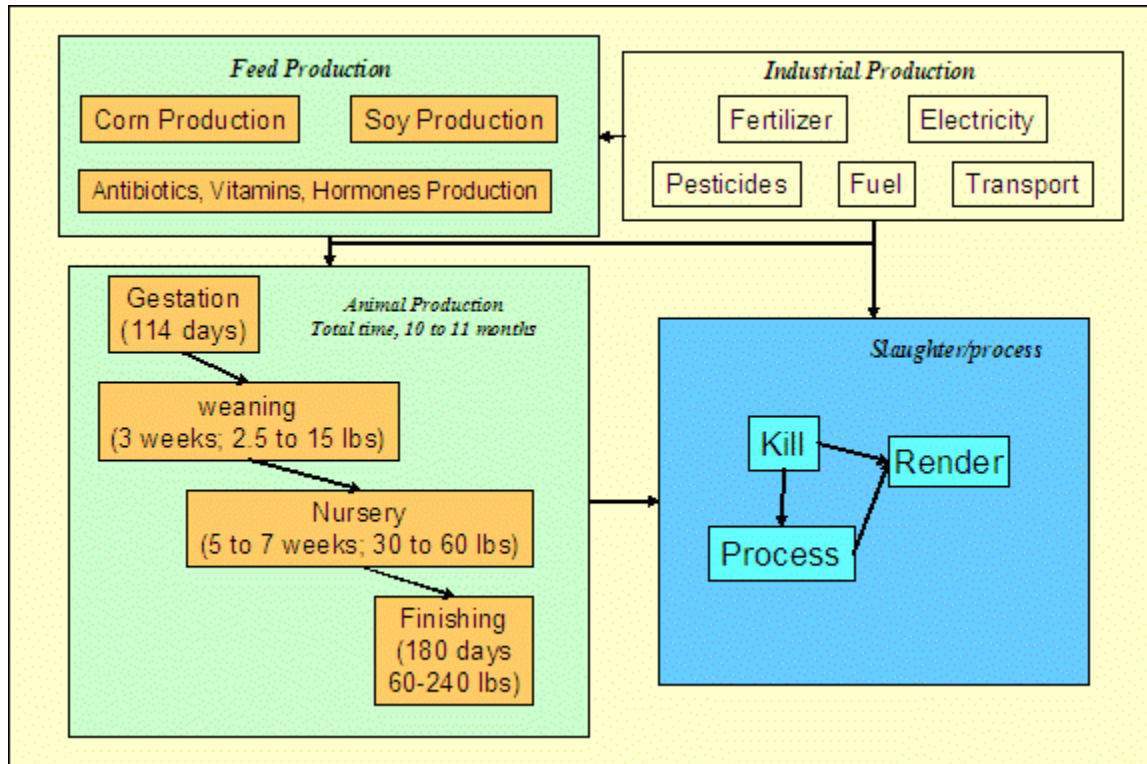 Feed Production
Corn Production
Soy Production
Antibiotics, Vitamins, Hormones Production
Industrial Production
Fertilizer
Electricity
Pesticides
Fuel
Transport
Animal Production
Total time, 10 to 11 months
Gestation
(114 days)
weaning
(3 weeks; 2.5 to 15 lbs)
Nursery
(5 to 7 weeks; 30 to 60 lbs)
Finishing
(180 days
60-240 lbs)
Slaughter/process
Kill
Render
Process